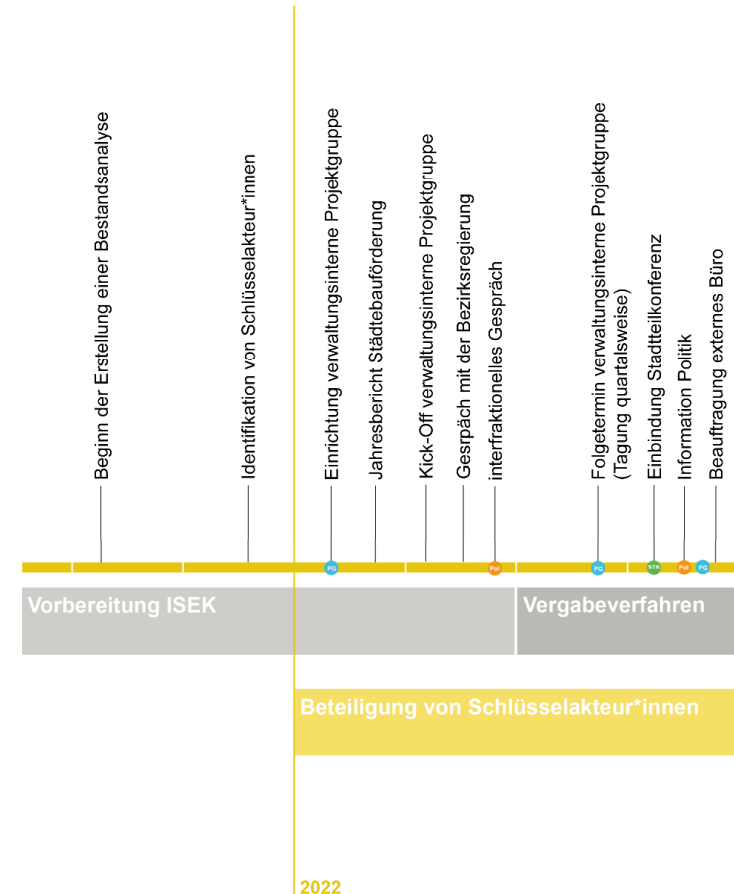 Beginn der Erstellung einer Bestandsanalyse
Identifikation von Schlüsselakteur*innen
Einrichtung verwaltungsinterne Projektgruppe
Jahresbericht Städtebauförderung
Kick-Off verwaltungsinterne Projektgruppe
Gesrpäch mit der Bezirksregierung
interfraktionelles Gespräch
Folgetermin verwaltungsinterne Projektgruppe
(Tagung quartalsweise)
Einbindung Stadtteilkonferenz
Information Politik
Beauftragung externes Büro
PG
Pol
PG
STK
Pol
PG
Vorbereitung ISEK
Vergabeverfahren
Beteiligung von Schlüsselakteur*innen
2022